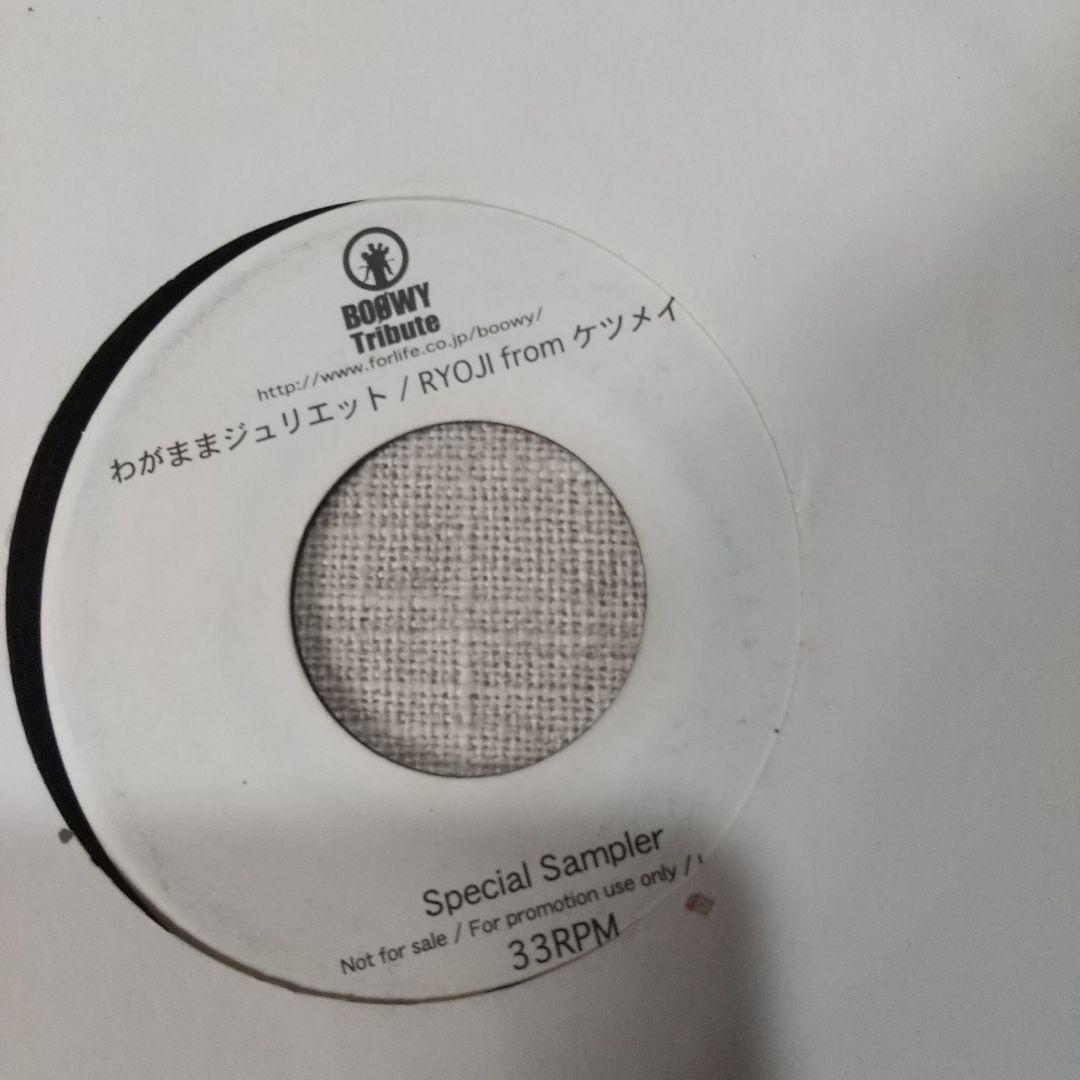 BOØWY
Tribute
http://www.forlife.co.jp/boowy/
わがままジュリエット / RYOJI from ケツメイ
Special Sampler
Not for sale / For promotion use only /
33RPM